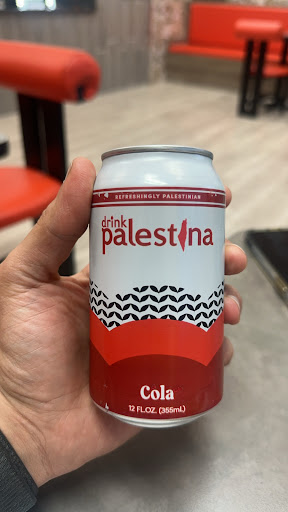 REFRESHINGLY PALESTINIAN
drink
palestina
Cola
12 FL.OZ. (355mL)